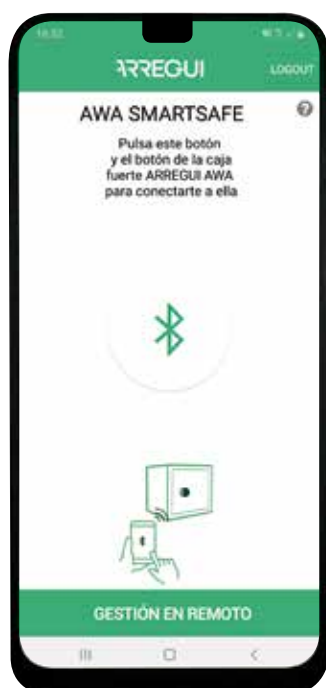 ARREGUI
LOGOUT
AWA SMARTSAFE
Pulsa este botón
y el botón de la caja
fuerte ARREGUI AWA
para conectarte a ella
GESTIÓN EN REMOTO